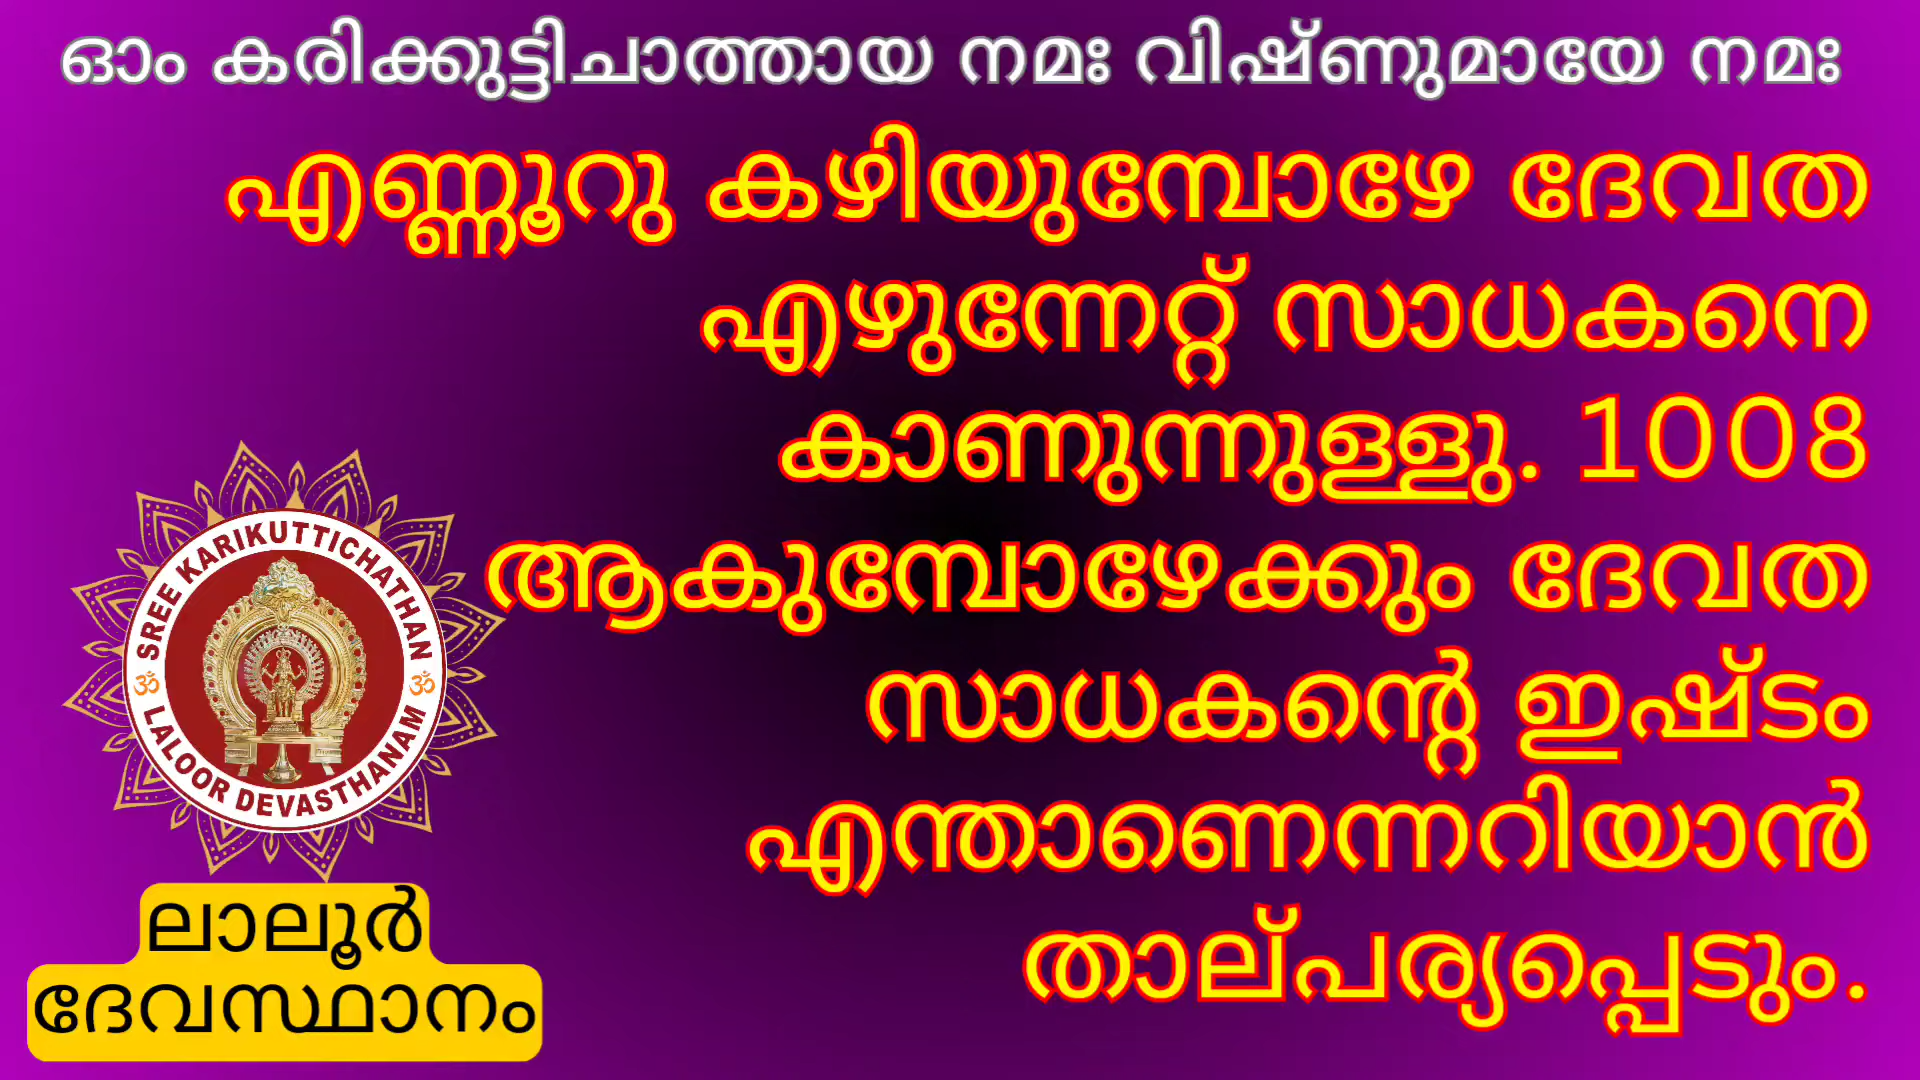 ഓം കരിക്കുട്ടിചാത്തായ നമഃ വിഷ്ണുമായേ നമഃ
എണ്ണൂറു കഴിയുമ്പോഴേ ദേവത
എഴുന്നേറ്റ് സാധകനെ
കാണുന്നുള്ളു. 1008
ആകുമ്പോഴേക്കും ദേവത
സാധകന്റെ ഇഷ്ടം
എന്താണെന്നറിയാൻ
താല്പര്യപ്പെടും.
SREE KARIKUTTICHATHAN
ॐ ॐ
LALOOR DEVASTHANAM
ലാലൂർ
ദേവസ്ഥാനം